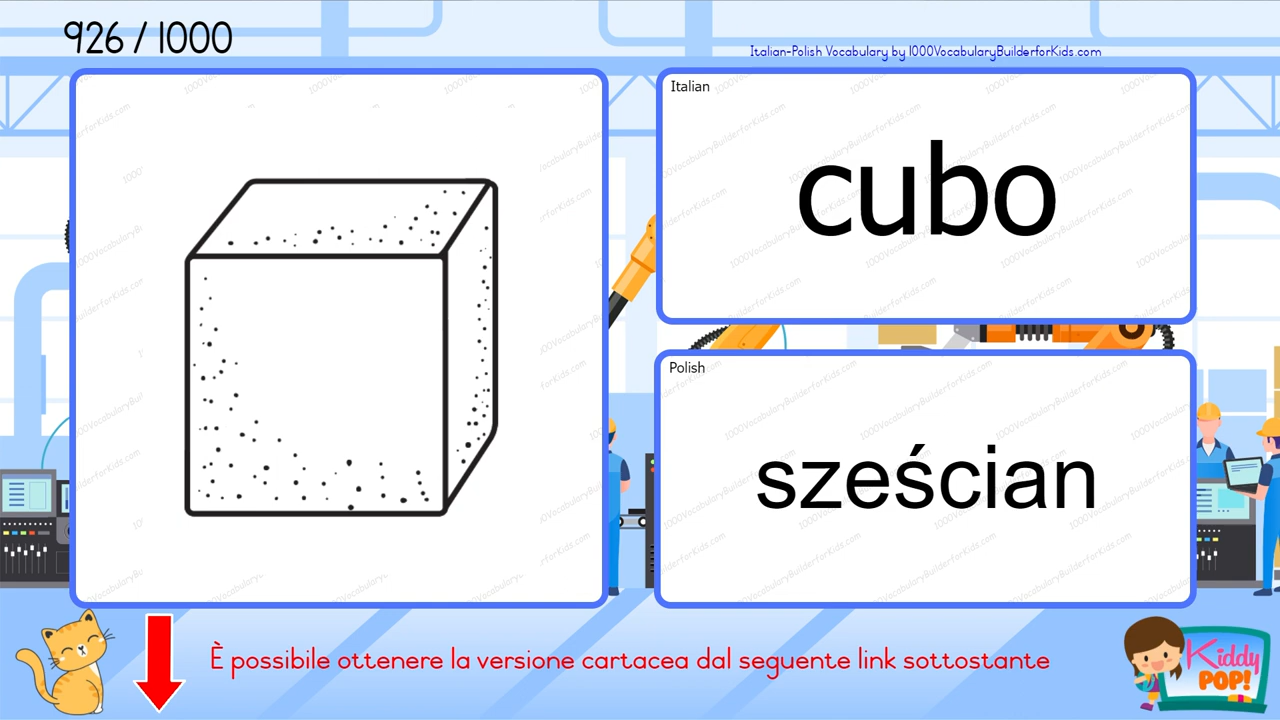 926 / 1000
Italian-Polish Vocabulary by 1000VocabularyBuilderforKids.com
Italian
cubo
Polish
sześcian
È possibile ottenere la versione cartacea dal seguente link sottostante
Kiddy
POP!